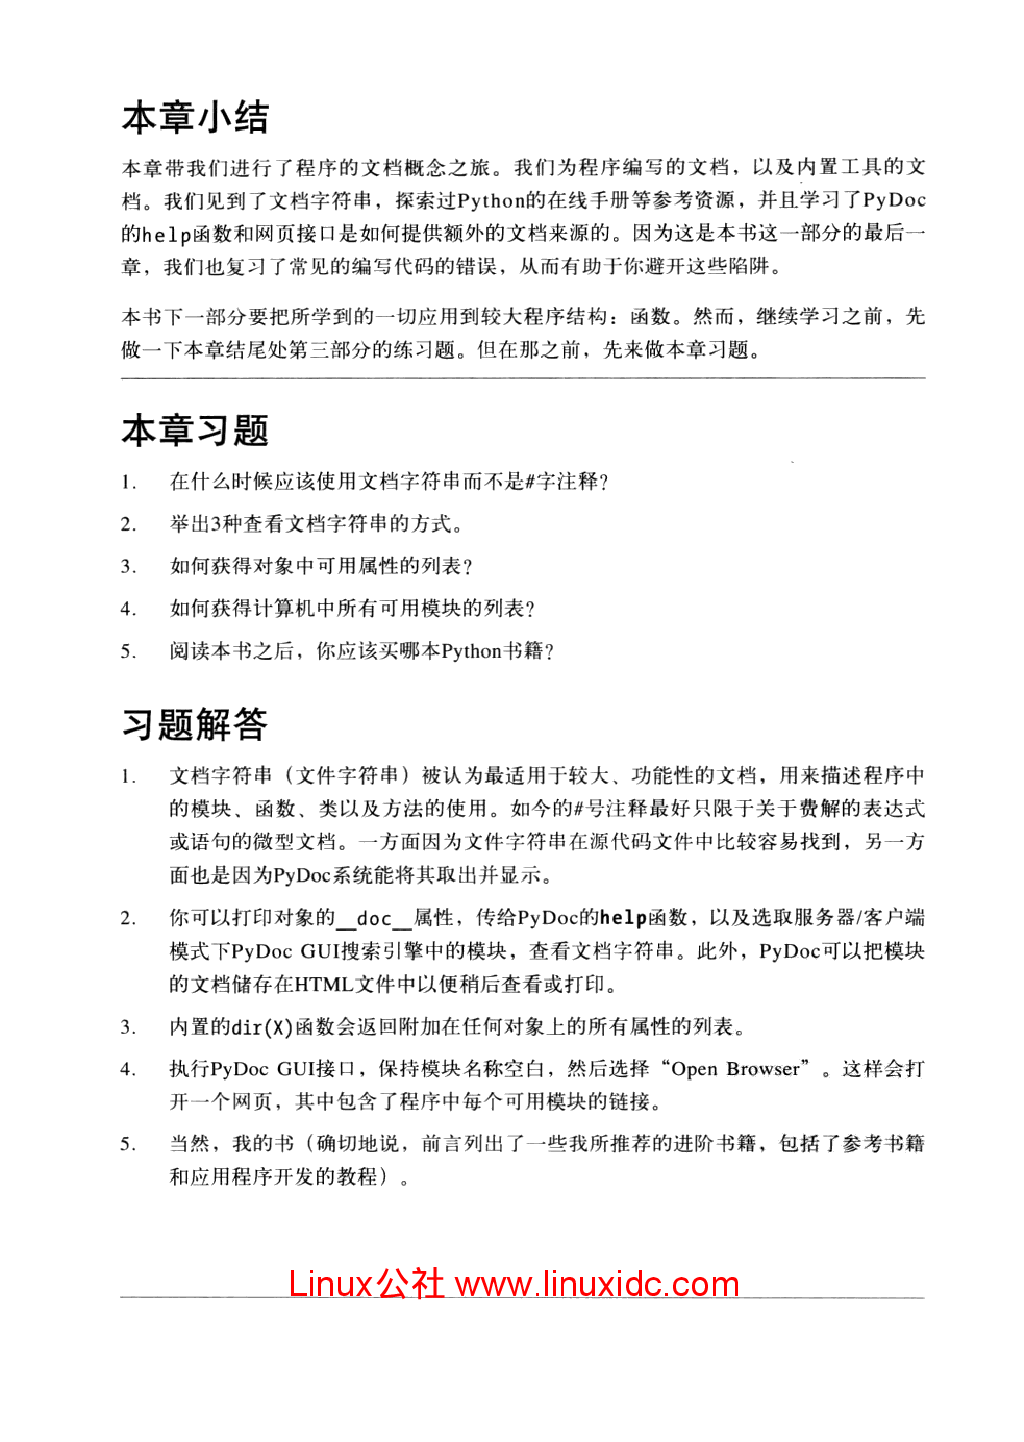 本章小结
本章带我们进行了程序的文档概念之旅。我们为程序编写的文档，以及内置工具的文
档。我们见到了文档字符串，探索过Python的在线手册等参考资源，并且学习了PyDoc
的help函数和网页接口是如何提供额外的文档来源的。因为这是本书这一部分的最后一
章，我们也复习了常见的编写代码的错误，从而有助于你避开这些陷阱。
本书下一部分要把所学到的一切应用到较大程序结构：函数。然而，继续学习之前，先
做一下本章结尾处第三部分的练习题。但在那之前，先来做本章习题。
本章习题
1. 在什么时候应该使用文档字符串而不是#字注释？
2. 举出3种查看文档字符串的方式。
3. 如何获得对象中可用属性的列表？
4. 如何获得计算机中所有可用模块的列表？
5. 阅读本书之后，你应该买哪本Python书籍？
习题解答
1. 文档字符串（文件字符串）被认为最适用于较大、功能性的文档，用来描述程序中
的模块、函数、类以及方法的使用。如今的#号注释最好只限于关于费解的表达式
或语句的微型文档。一方面因为文件字符串在源代码文件中比较容易找到，另一方
面也是因为PyDoc系统能将其取出并显示。
2. 你可以打印对象的__doc__属性，传给PyDoc的help函数，以及选取服务器/客户端
模式下PyDoc GUI搜索引擎中的模块，查看文档字符串。此外，PyDoc可以把模块
的文档储存在HTML文件中以便稍后查看或打印。
3. 内置的dir(X)函数会返回附加在任何对象上的所有属性的列表。
4. 执行PyDoc GUI接口，保持模块名称空白，然后选择“Open Browser”。这样会打
开一个网页，其中包含了程序中每个可用模块的链接。
5. 当然，我的书（确切地说，前言列出了一些我所推荐的进阶书籍，包括了参考书籍
和应用程序开发的教程）。
Linux公社 www.linuxidc.com